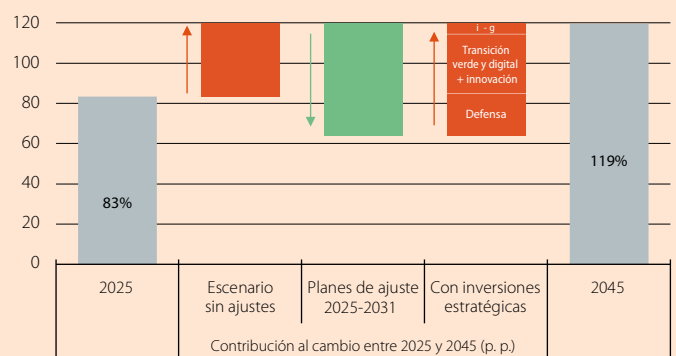 120
100
80
60
40
20
0
83%
i - g
Transición
verde y digital
+ innovación
Defensa
119%
2025
Escenario
sin ajustes
Planes de ajuste
2025-2031
Con inversiones
estratégicas
2045
Contribución al cambio entre 2025 y 2045 (p. p.)